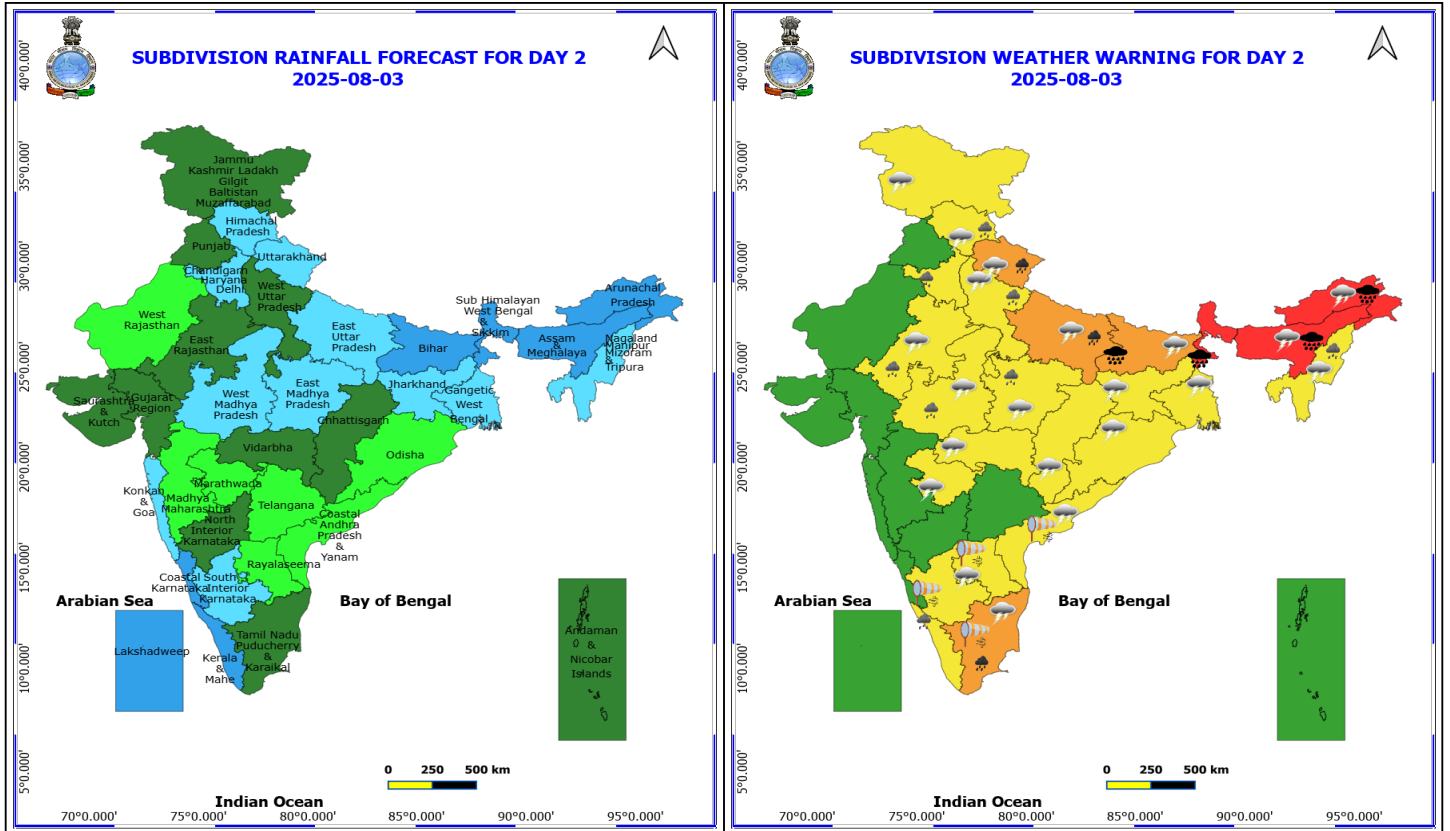 SUBDIVISION RAINFALL FORECAST FOR DAY 2
2025-08-03
40°0.000'
35°0.000'
30°0.000'
25°0.000'
20°0.000'
15°0.000'
10°0.000'
5°0.000'
Jammu
Kashmir Ladakh
Gilgit
Baltistan
Muzaffarabad
Himachal
Pradesh
Punjab
Uttarakhand
Chandigarh
Haryana
Delhi
West
Uttar
Pradesh
West
Rajasthan
East
Rajasthan
East
Uttar
Pradesh
Bihar
Sub Himalayan
West Bengal
&
Sikkim
Arunachal
Pradesh
Assam
&
Meghalaya
Nagaland
Manipur
Mizoram
&
Tripura
Saurashtra
&
Kutch
Gujarat
Region
West
Madhya
Pradesh
East
Madhya
Pradesh
Jharkhand
Gangetic
West
Bengal
Chhattisgarh
Vidarbha
Odisha
Konkan
&
Goa
Madhya
Maharashtra
Marathwada
Telangana
North
Interior
Karnataka
Coastal
Andhra
Pradesh
&
Yanam
Rayalaseema
Coastal
Karnataka
South
Interior
Karnataka
Tamil Nadu
Puducherry
&
Karaikal
Kerala
&
Mahe
Lakshadweep
Andaman
&
Nicobar
Islands
Arabian Sea
Bay of Bengal
Indian Ocean
0 250 500 km
70°0.000' 75°0.000' 80°0.000' 85°0.000' 90°0.000' 95°0.000'
SUBDIVISION WEATHER WARNING FOR DAY 2
2025-08-03
40°0.000'
35°0.000'
30°0.000'
25°0.000'
20°0.000'
15°0.000'
10°0.000'
5°0.000'
Arabian Sea
Bay of Bengal
Indian Ocean
0 250 500 km
70°0.000' 75°0.000' 80°0.000' 85°0.000' 90°0.000' 95°0.000'